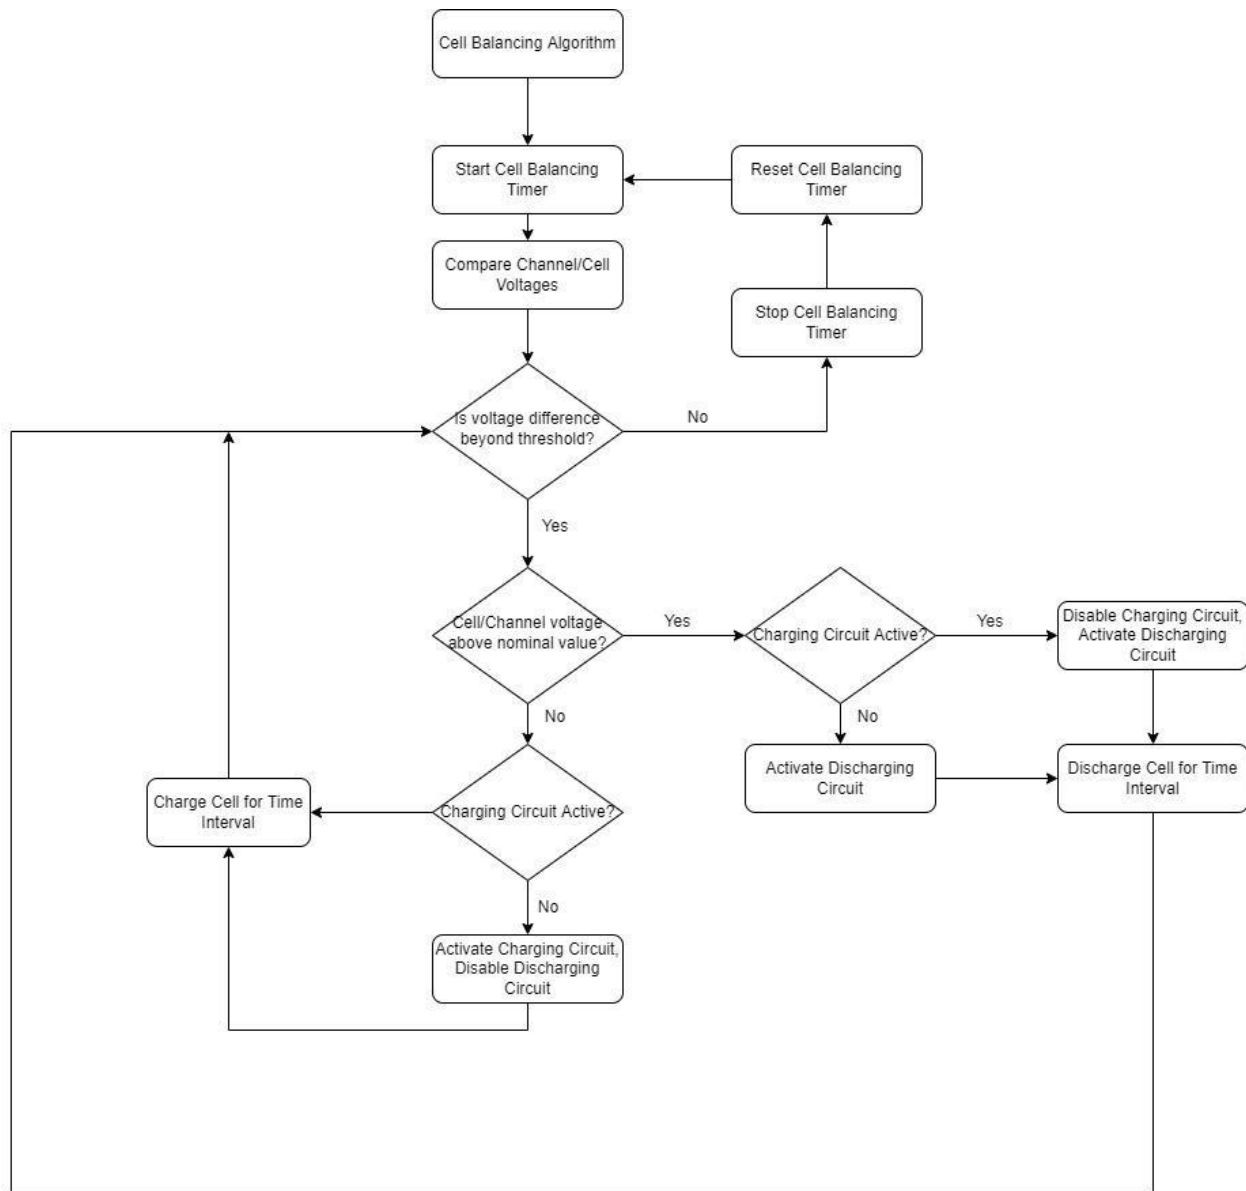 Cell Balancing Algorithm
Start Cell Balancing
Timer
Reset Cell Balancing
Timer
Compare Channel/Cell
Voltages
Stop Cell Balancing
Timer
Is voltage difference
beyond threshold?
No
Yes
Cell/Channel voltage
above nominal value?
Yes
Charging Circuit Active?
Yes
Disable Charging Circuit,
Activate Discharging
Circuit
No
No
Activate Discharging
Circuit
Discharge Cell for Time
Interval
Charge Cell for Time
Interval
Charging Circuit Active?
No
Activate Charging Circuit,
Disable Discharging
Circuit